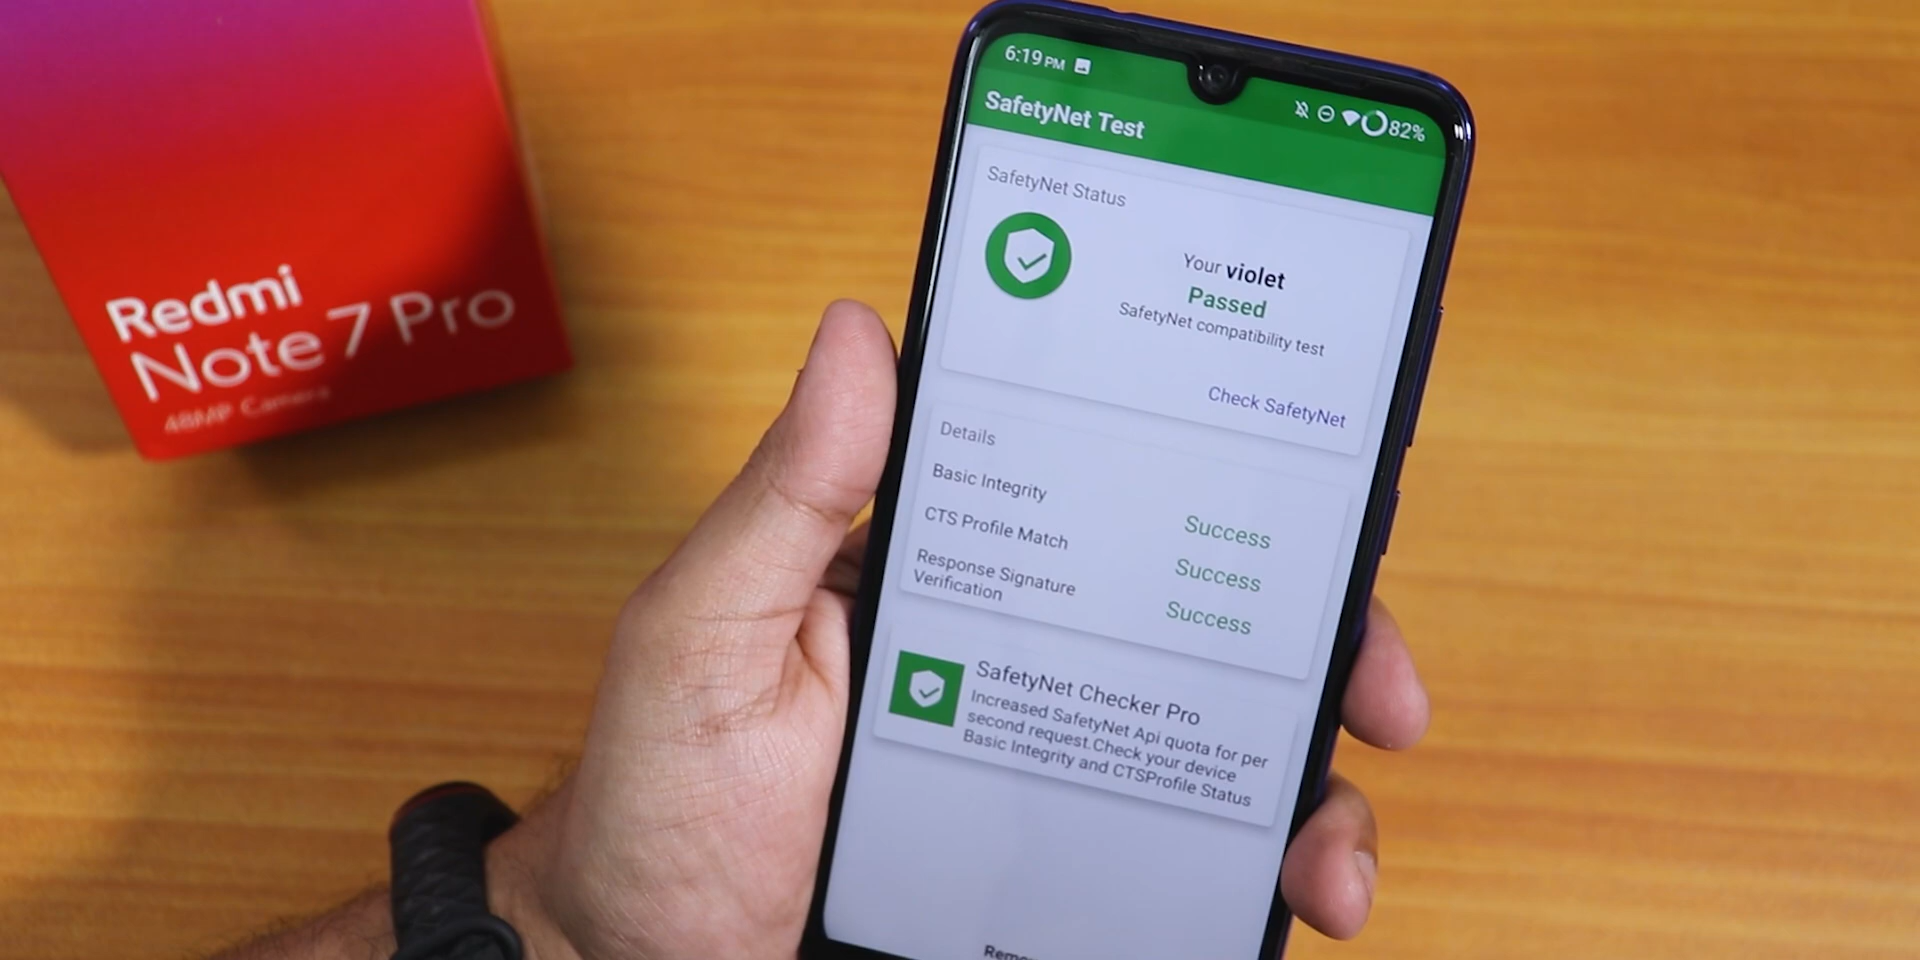 Redmi
Note 7 Pro
48MP Camera
6:19 PM
82%
SafetyNet Test
SafetyNet Status
Your violet
Passed
SafetyNet compatibility test
Check SafetyNet
Details
Basic Integrity
Success
CTS Profile Match
Success
Response Signature
Verification
Success
SafetyNet Checker Pro
Increased SafetyNet Api quota for per
second request.Check your device
Basic Integrity and CTSProfile Status